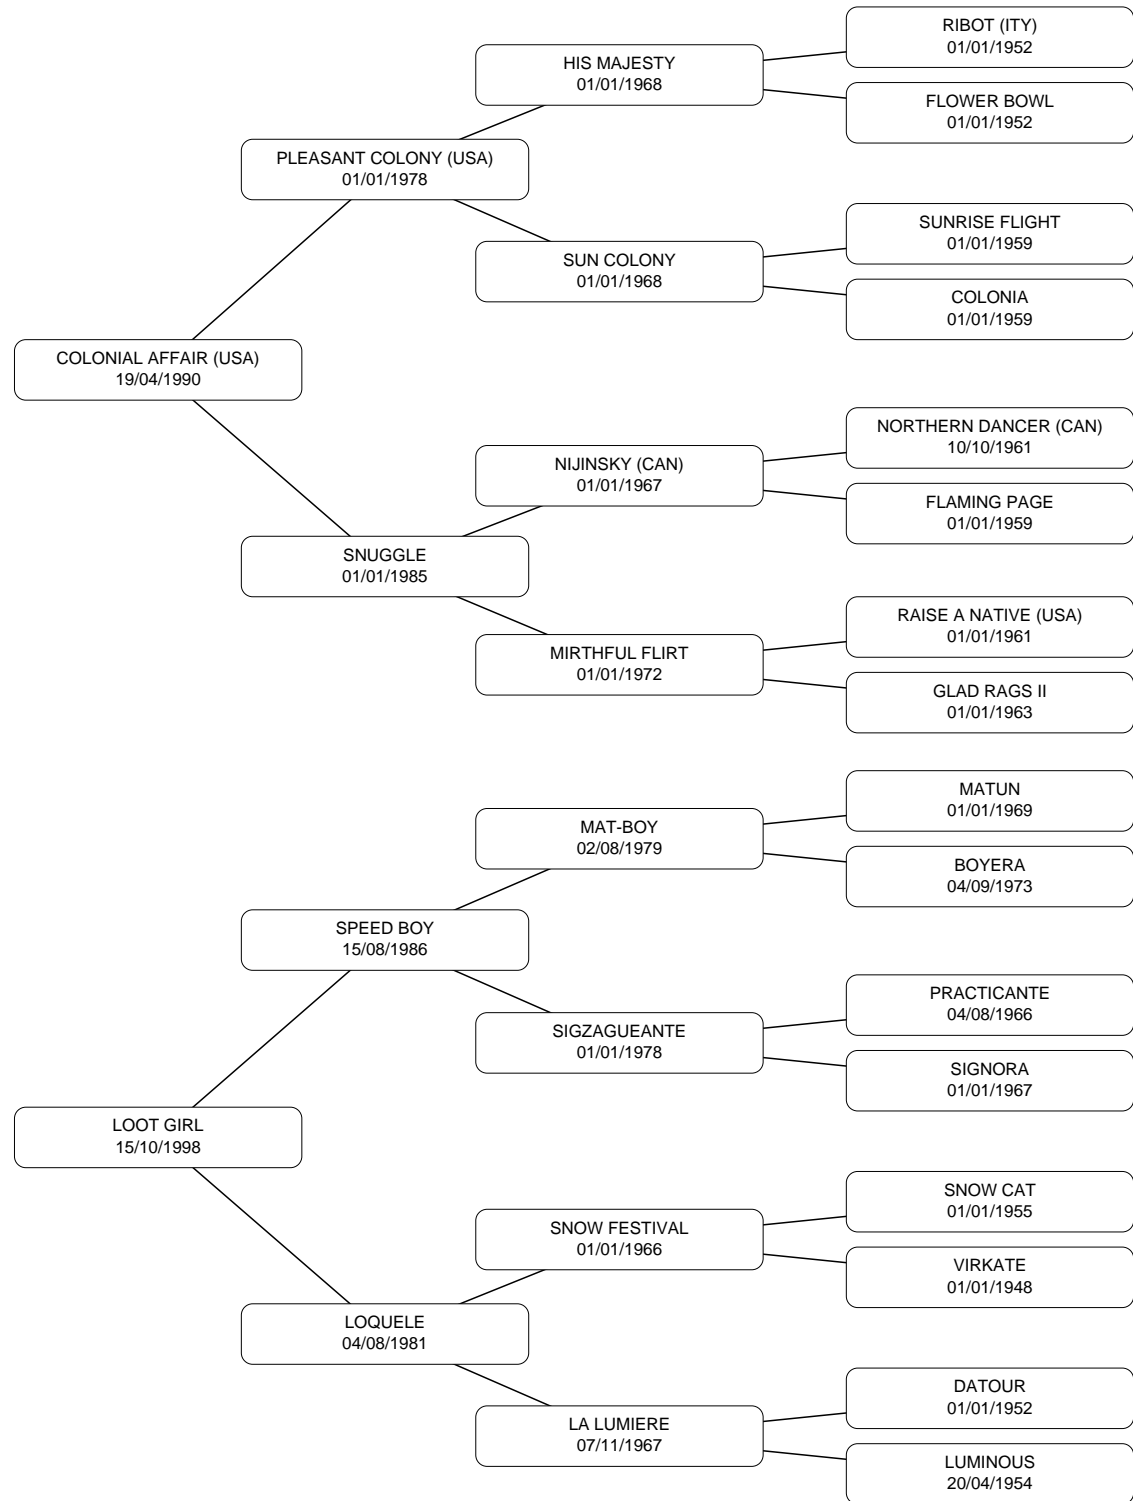 RIBOT (ITY)
01/01/1952
HIS MAJESTY
01/01/1968
FLOWER BOWL
01/01/1952
PLEASANT COLONY (USA)
01/01/1978
SUNRISE FLIGHT
01/01/1959
SUN COLONY
01/01/1968
COLONIA
01/01/1959
COLONIAL AFFAIR (USA)
19/04/1990
NORTHERN DANCER (CAN)
10/10/1961
NIJINSKY (CAN)
01/01/1967
FLAMING PAGE
01/01/1959
SNUGGLE
01/01/1985
RAISE A NATIVE (USA)
01/01/1961
MIRTHFUL FLIRT
01/01/1972
GLAD RAGS II
01/01/1963
MATUN
01/01/1969
MAT-BOY
02/08/1979
BOYERA
04/09/1973
SPEED BOY
15/08/1986
PRACTICANTE
04/08/1966
SIGZAGUEANTE
01/01/1978
SIGNORA
01/01/1967
LOOT GIRL
15/10/1998
SNOW CAT
01/01/1955
SNOW FESTIVAL
01/01/1966
VIRKATE
01/01/1948
LOQUELE
04/08/1981
DATOUR
01/01/1952
LA LUMIERE
07/11/1967
LUMINOUS
20/04/1954